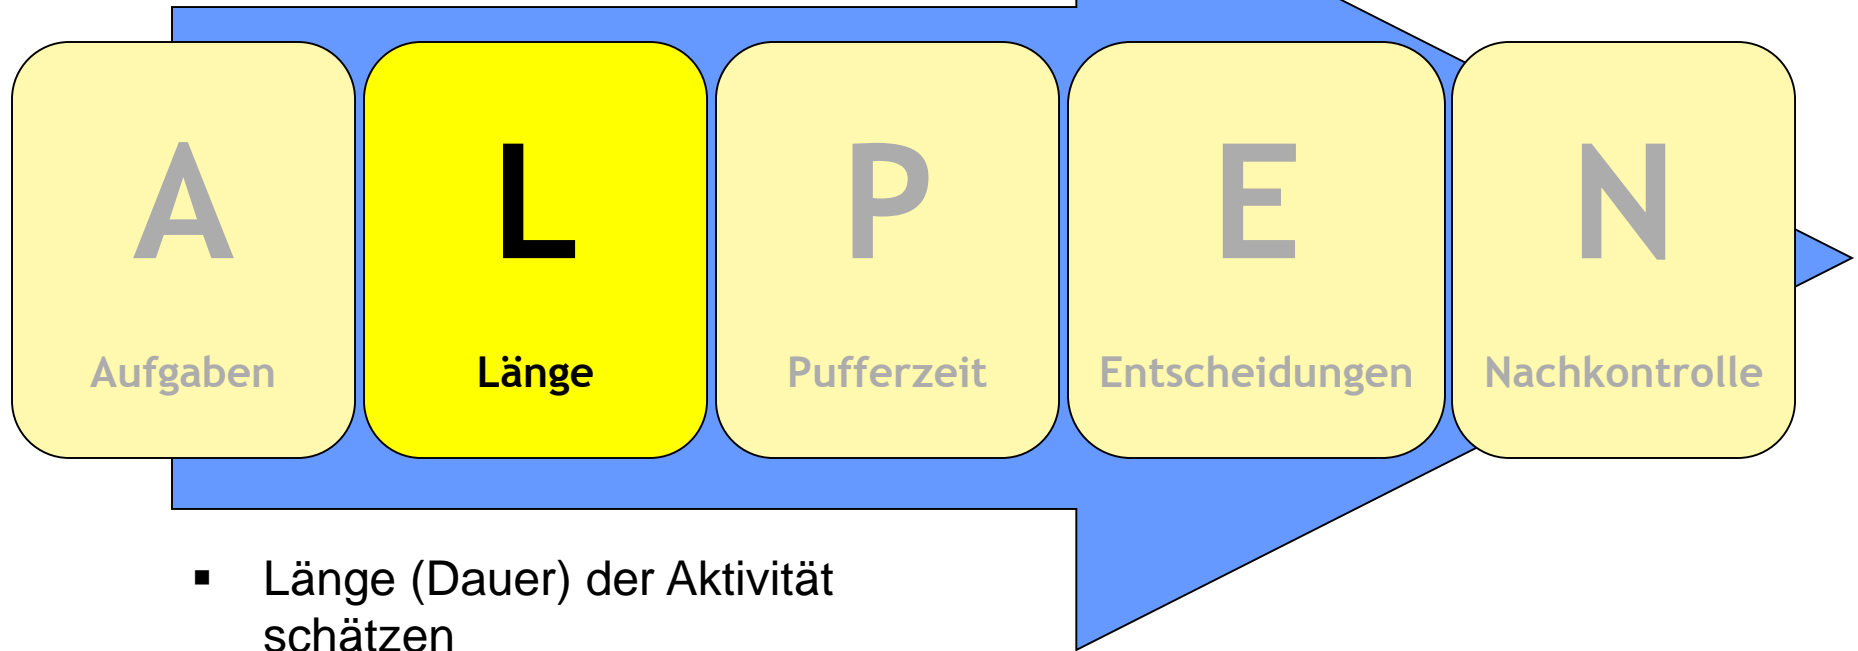 A L P E N
Aufgaben Länge Pufferzeit Entscheidungen Nachkontrolle
▪ Länge (Dauer) der Aktivität
schätzen